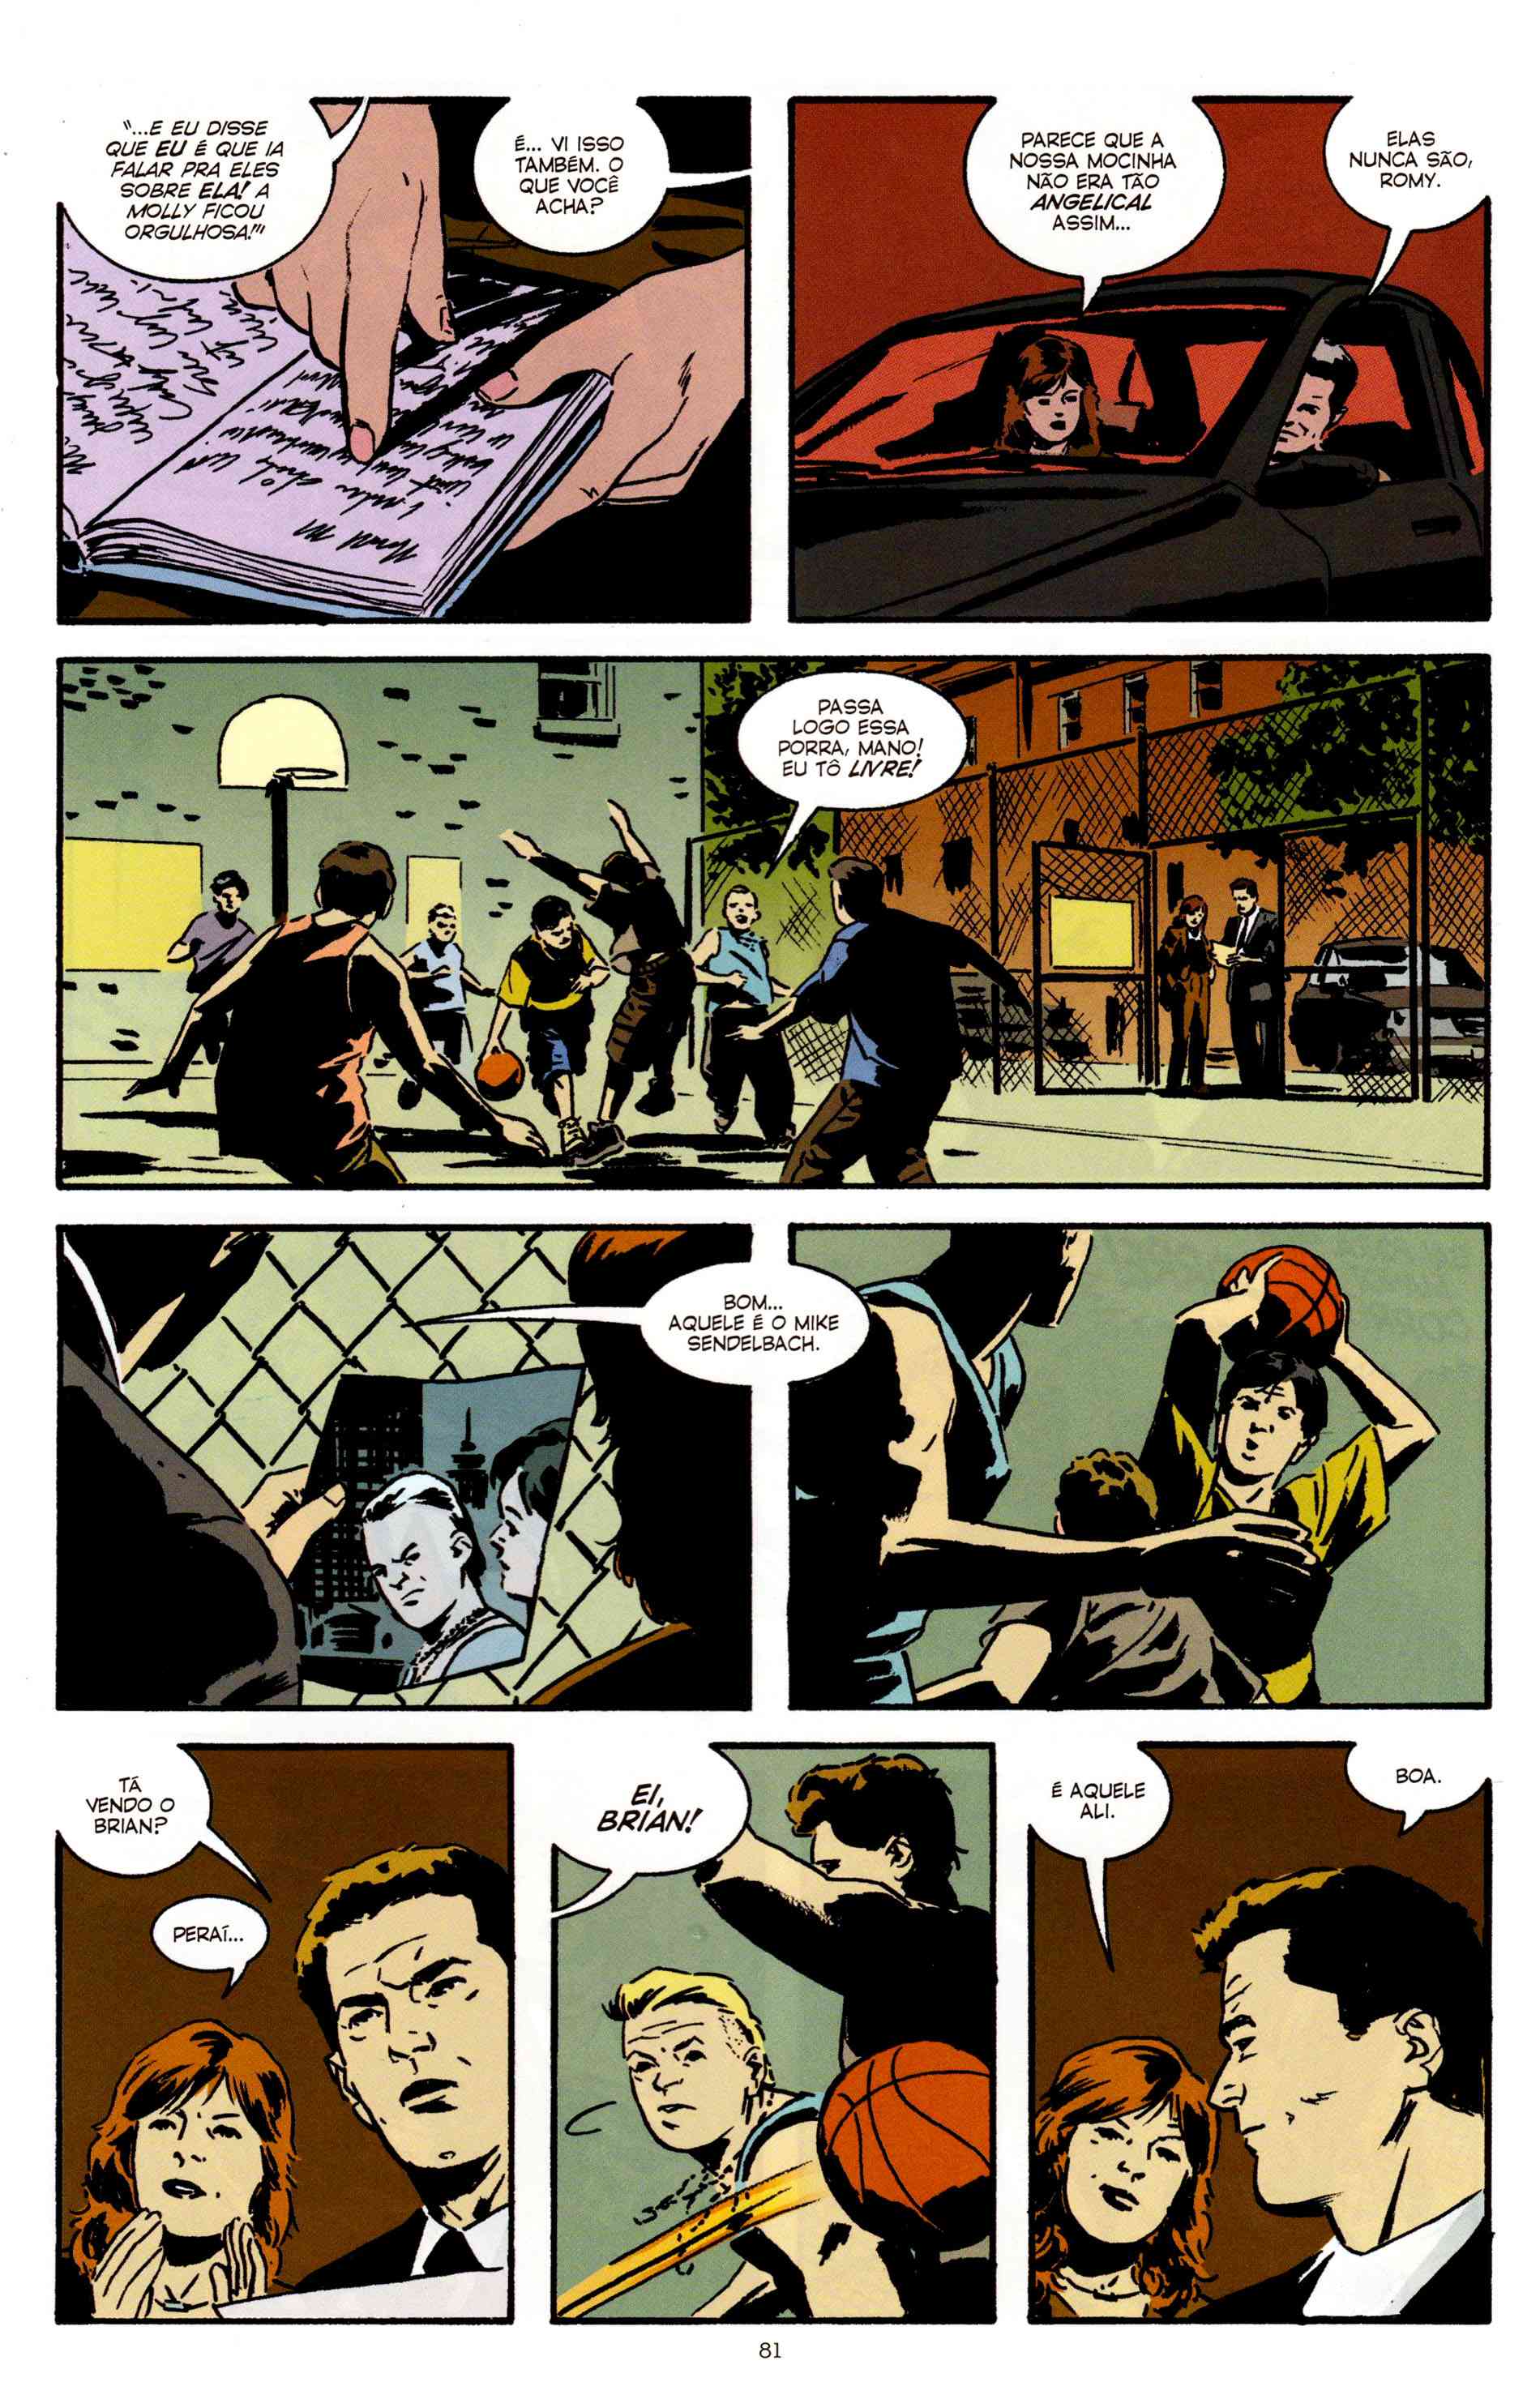 "...E EU DISSE
QUE EU É QUE IA
FALAR PRA ELES
SOBRE ELA! A
MOLLY FICOU
ORGULHOSA!"
É... VI ISSO
TAMBÉM. O
QUE VOCÊ
ACHA?
PARECE QUE A
NOSSA MOCINHA
NÃO ERA TÃO
ANGELICAL
ASSIM...
ELAS
NUNCA SÃO,
ROMY.
PASSA
LOGO ESSA
PORRA, MANO!
EU TÔ LIVRE!
BOM...
AQUELE É O MIKE
SENDELBACH.
TÁ
VENDO O
BRIAN?
PERAÍ...
EI,
BRIAN!
É AQUELE
ALI.
BOA.
81